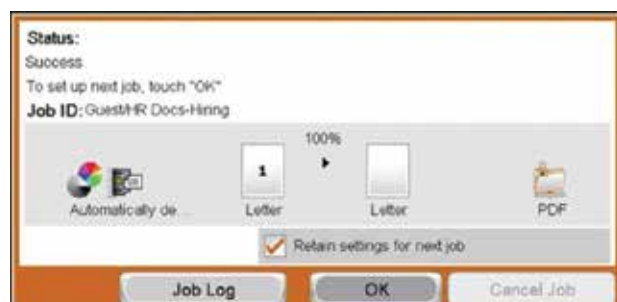 Status:
Success
To set up next job, touch "OK"
Job ID: Guest/HR Docs-Hiring
100%
1
Automatically de...
Letter
Letter
PDF
Retain settings for next job
Job Log
OK
Cancel Job